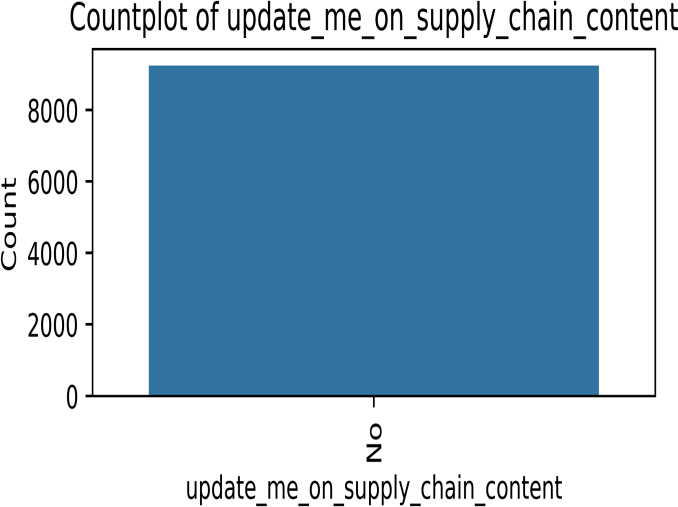 Countplot of update_me_on_supply_chain_content
8000
6000
4000
2000
0
Count
No
update_me_on_supply_chain_content